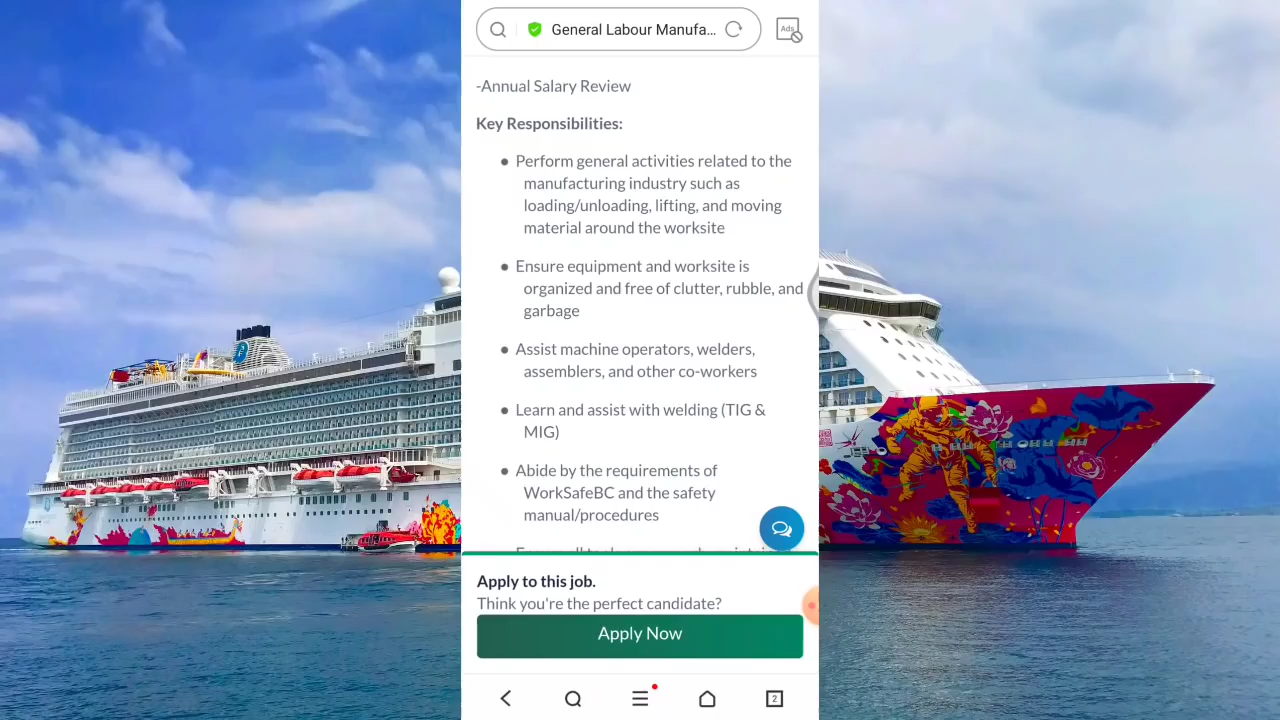 General Labour Manufa...
Ads
-Annual Salary Review
Key Responsibilities:
● Perform general activities related to the
manufacturing industry such as
loading/unloading, lifting, and moving
material around the worksite
● Ensure equipment and worksite is
organized and free of clutter, rubble, and
garbage
● Assist machine operators, welders,
assemblers, and other co-workers
● Learn and assist with welding (TIG &
MIG)
● Abide by the requirements of
WorkSafeBC and the safety
manual/procedures
Apply to this job.
Think you're the perfect candidate?
Apply Now
2